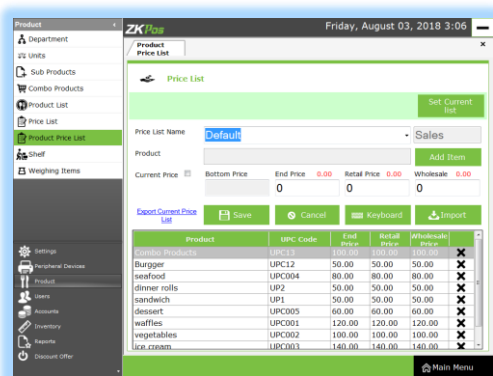 Product
Department
Units
Sub Products
Combo Products
Product List
Price List
Product Price List
Shelf
Weighing Items
Settings
Peripheral Devices
Product
Users
Accounts
Inventory
Reports
Discount Offer
ZKPos
Friday, August 03, 2018 3:06
Product
Price List
Price List
Set Current
list
Price List Name
Default
Sales
Product
Add Item
Current Price
Bottom Price
End Price 0.00
Retail Price 0.00
Wholesale 0.00
0
0
0
Export Current Price
List
Save
Cancel
Keyboard
Import
Product UPC Code End Price Retail Price Wholesale Price
Combo Products UPC13 100.00 100.00 100.00
Burgger UPC12 50.00 50.00 50.00
seafood UPC004 80.00 80.00 80.00
dinner rolls UP2 50.00 50.00 50.00
sandwich UP1 50.00 50.00 50.00
dessert UPC005 60.00 60.00 60.00
waffles UPC001 120.00 120.00 120.00
vegetables UPC002 100.00 100.00 100.00
ice cream UPC003 140.00 140.00 140.00
Main Menu